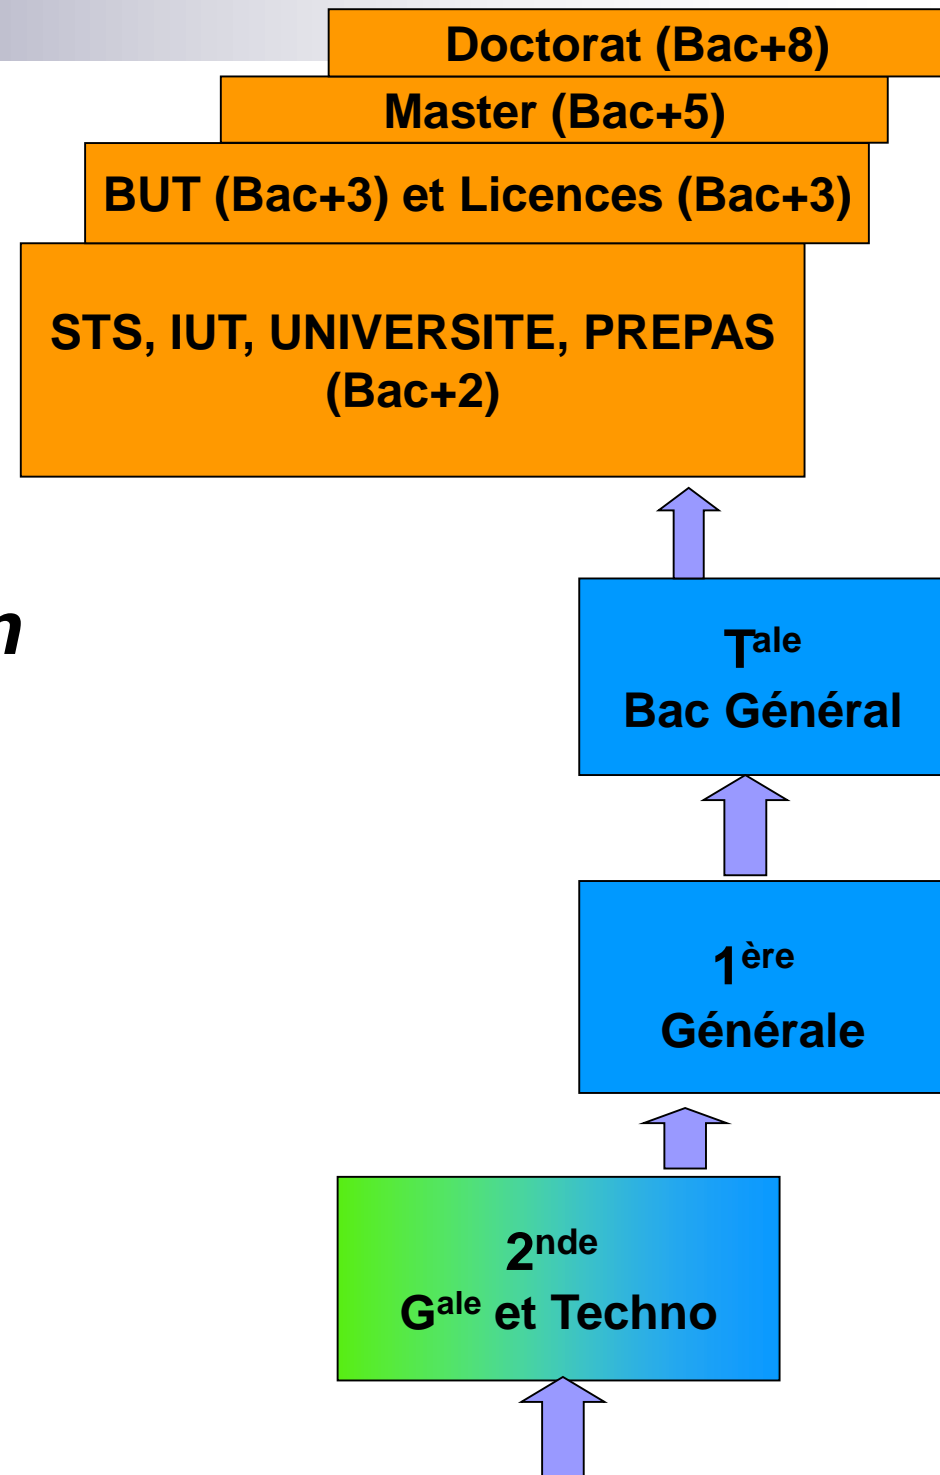 Doctorat (Bac+8)
Master (Bac+5)
BUT (Bac+3) et Licences (Bac+3)
STS, IUT, UNIVERSITE, PREPAS
(Bac+2)
n
Tale
Bac Général
1ère
Générale
2nde
Gale et Techno